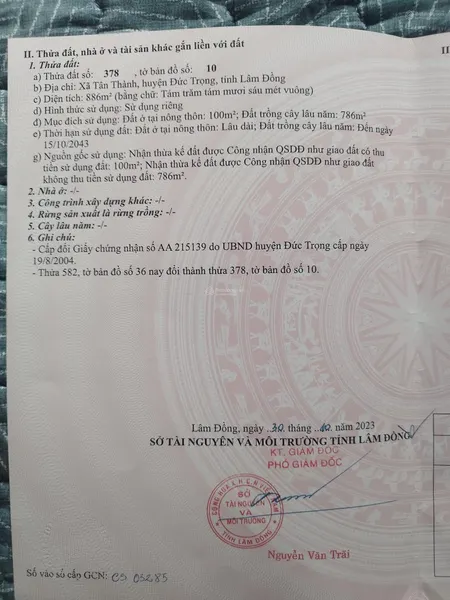 II. Thửa đất, nhà ở và tài sản khác gắn liền với đất
1. Thửa đất:
a) Thửa đất số: 378 , tờ bản đồ số: 10
b) Địa chỉ: Xã Tân Thành, huyện Đức Trọng, tỉnh Lâm Đồng
c) Diện tích: 886m² (bằng chữ: Tám trăm tám mươi sáu mét vuông)
d) Hình thức sử dụng: Sử dụng riêng
đ) Mục đích sử dụng: Đất ở tại nông thôn: 100m²; Đất trồng cây lâu năm: 786m²
e) Thời hạn sử dụng đất: Đất ở tại nông thôn: Lâu dài; Đất trồng cây lâu năm: Đến ngày
15/10/2043
g) Nguồn gốc sử dụng: Nhận thừa kế đất được Công nhận QSDĐ như giao đất có thu
tiền sử dụng đất: 100m²; Nhận thừa kế đất được Công nhận QSDĐ như giao đất
không thu tiền sử dụng đất: 786m².
2. Nhà ở: -/-
3. Công trình xây dựng khác: -/-
4. Rừng sản xuất là rừng trồng: -/-
5. Cây lâu năm: -/-
6. Ghi chú:
- Cấp đổi Giấy chứng nhận số AA 215139 do UBND huyện Đức Trọng cấp ngày
19/8/2004.
- Thửa 582, tờ bản đồ số 36 nay đổi thành thửa 378, tờ bản đồ số 10.
III
Lâm Đồng, ngày 30 tháng 10 năm 2023
SỞ TÀI NGUYÊN VÀ MÔI TRƯỜNG TỈNH LÂM ĐỒNG
KT. GIÁM ĐỐC
PHÓ GIÁM ĐỐC
SỞ
TÀI NGUYÊN
VÀ
MÔI TRƯỜNG
TỈNH LÂM ĐỒNG
Nguyễn Văn Trãi
Số vào sổ cấp GCN: CS 05285